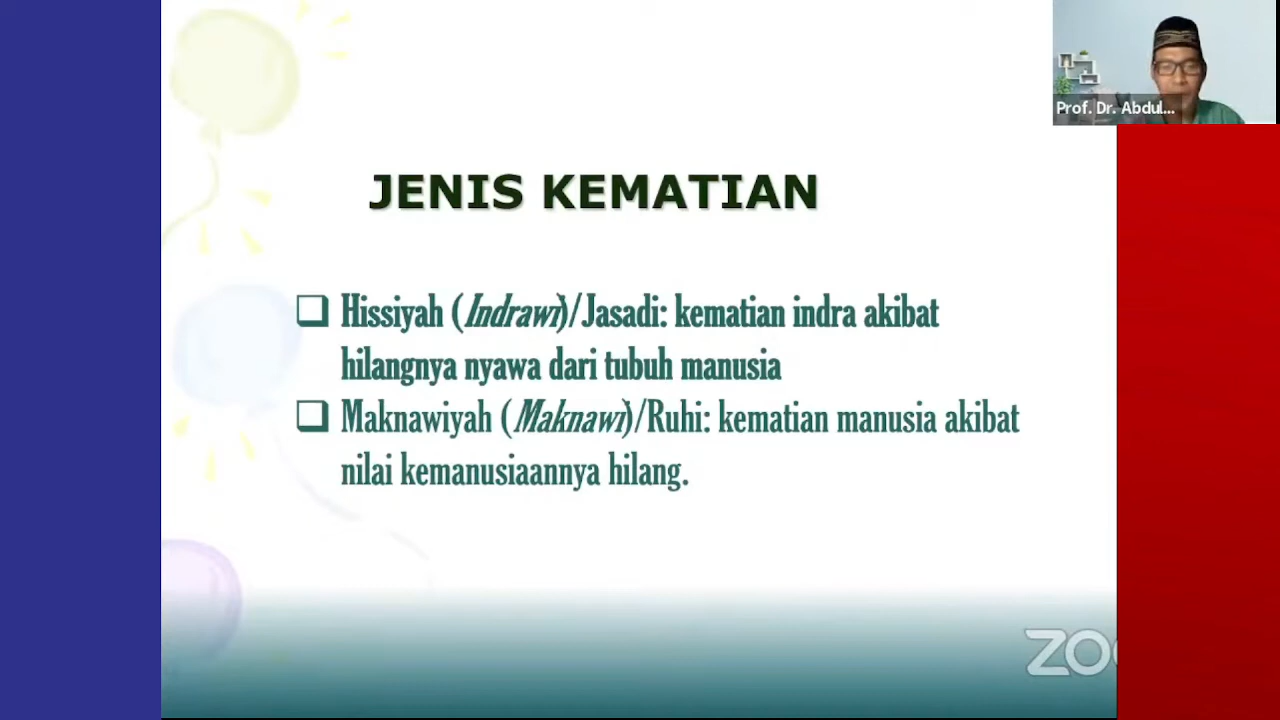 Prof. Dr. Abdul...
JENIS KEMATIAN
❑ Hissiyah (Indrawi)/Jasadi: kematian indra akibat
hilangnya nyawa dari tubuh manusia
❑ Maknawiyah (Maknawi)/Ruhi: kematian manusia akibat
nilai kemanusiaannya hilang.